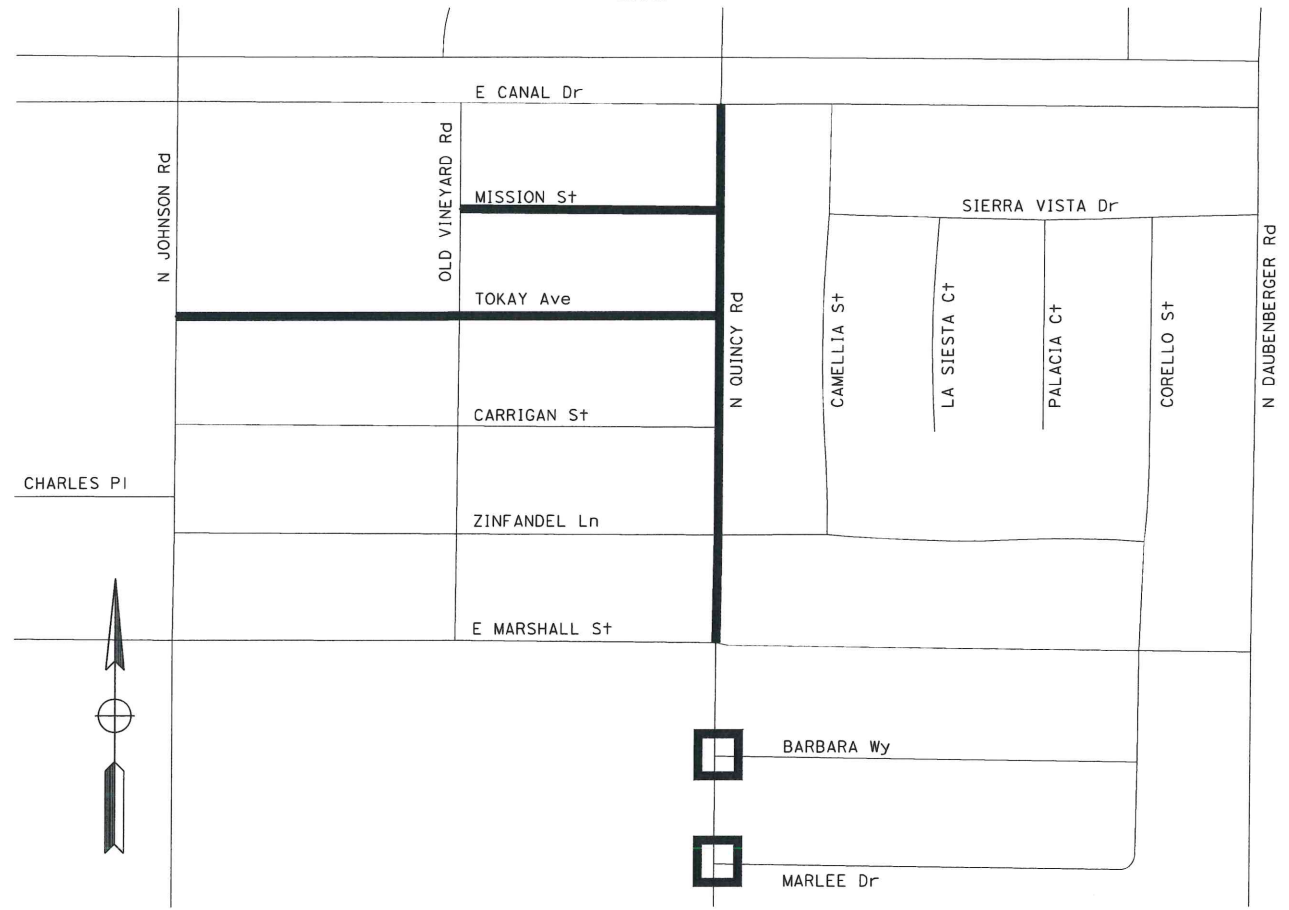 E CANAL Dr
N JOHNSON Rd
OLD VINEYARD Rd
MISSION St
SIERRA VISTA Dr
TOKAY Ave
N QUINCY Rd
CAMELLIA St
LA SIESTA Ct
PALACIA Ct
CORELLO St
N DAUBENBERGER Rd
CARRIGAN St
CHARLES Pl
ZINFANDEL Ln
E MARSHALL St
BARBARA Wy
MARLEE Dr